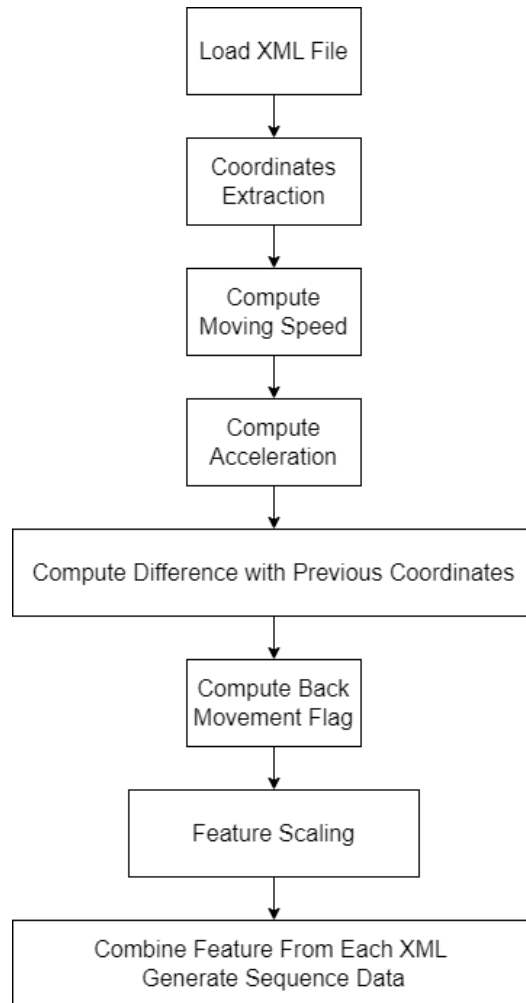 Load XML File
Coordinates
Extraction
Compute
Moving Speed
Compute
Acceleration
Compute Difference with Previous Coordinates
Compute Back
Movement Flag
Feature Scaling
Combine Feature From Each XML
Generate Sequence Data